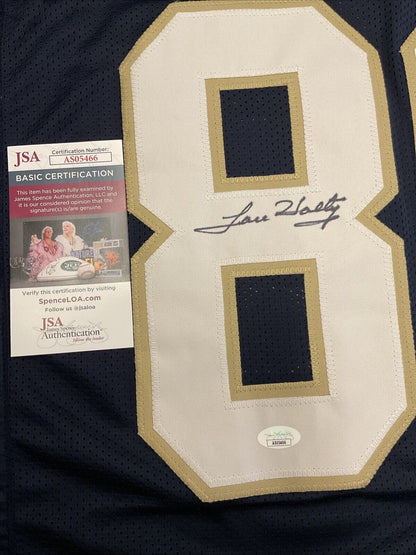 JSA
Certification Number:
AS05466
BASIC CERTIFICATION
This item has been fully examined by
James Spence Authentication, LLC and
it is our considered opinion that the
signature(s) is/are genuine.
Verify this certification by visiting
SpenceLOA.com
Follow us @jsaloa
JSA
James Spence
Authentication
8
Lou Holtz
AS05466